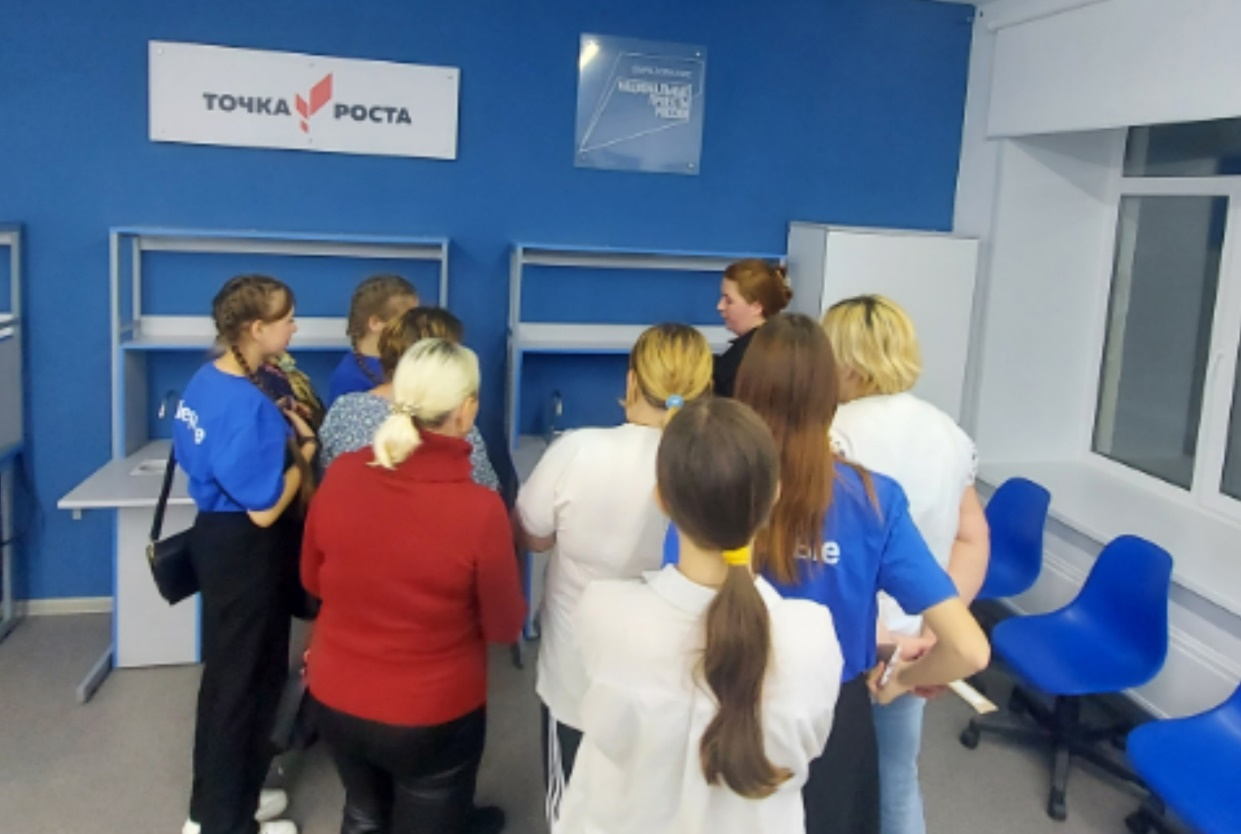 ТОЧКА РОСТА
ОБРАЗОВАНИЕ
НАЦИОНАЛЬНЫЕ
ПРОЕКТЫ
РОССИИ